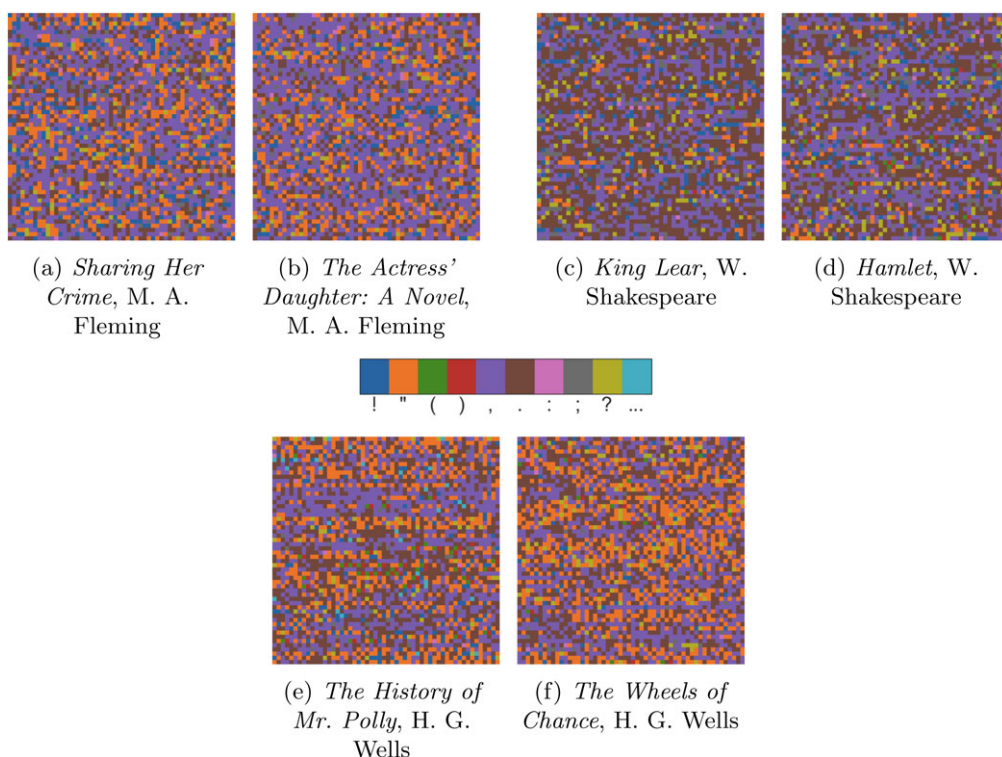 (a) Sharing Her
Crime, M. A.
Fleming
(b) The Actress'
Daughter: A Novel,
M. A. Fleming
(c) King Lear, W.
Shakespeare
(d) Hamlet, W.
Shakespeare
! " ( ) , . : ; ? ...
(e) The History of
Mr. Polly, H. G.
Wells
(f) The Wheels of
Chance, H. G. Wells